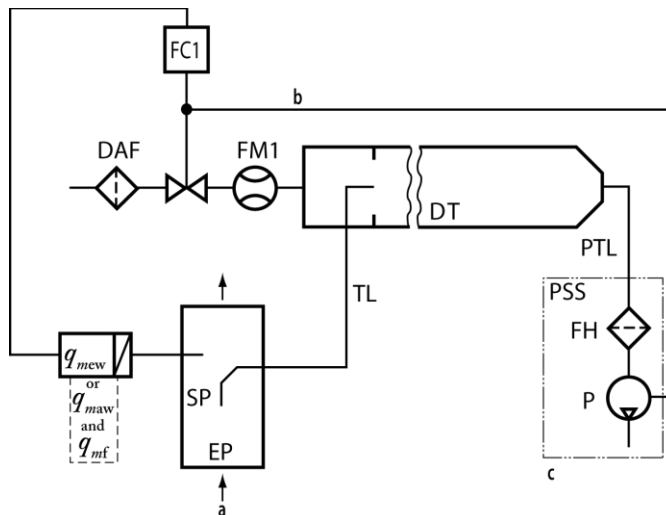 FC1
b
DAF
FM1
DT
PTL
TL
PSS
FH
q_mew
or
q_maw
and
q_mf
SP
P
EP
c
a